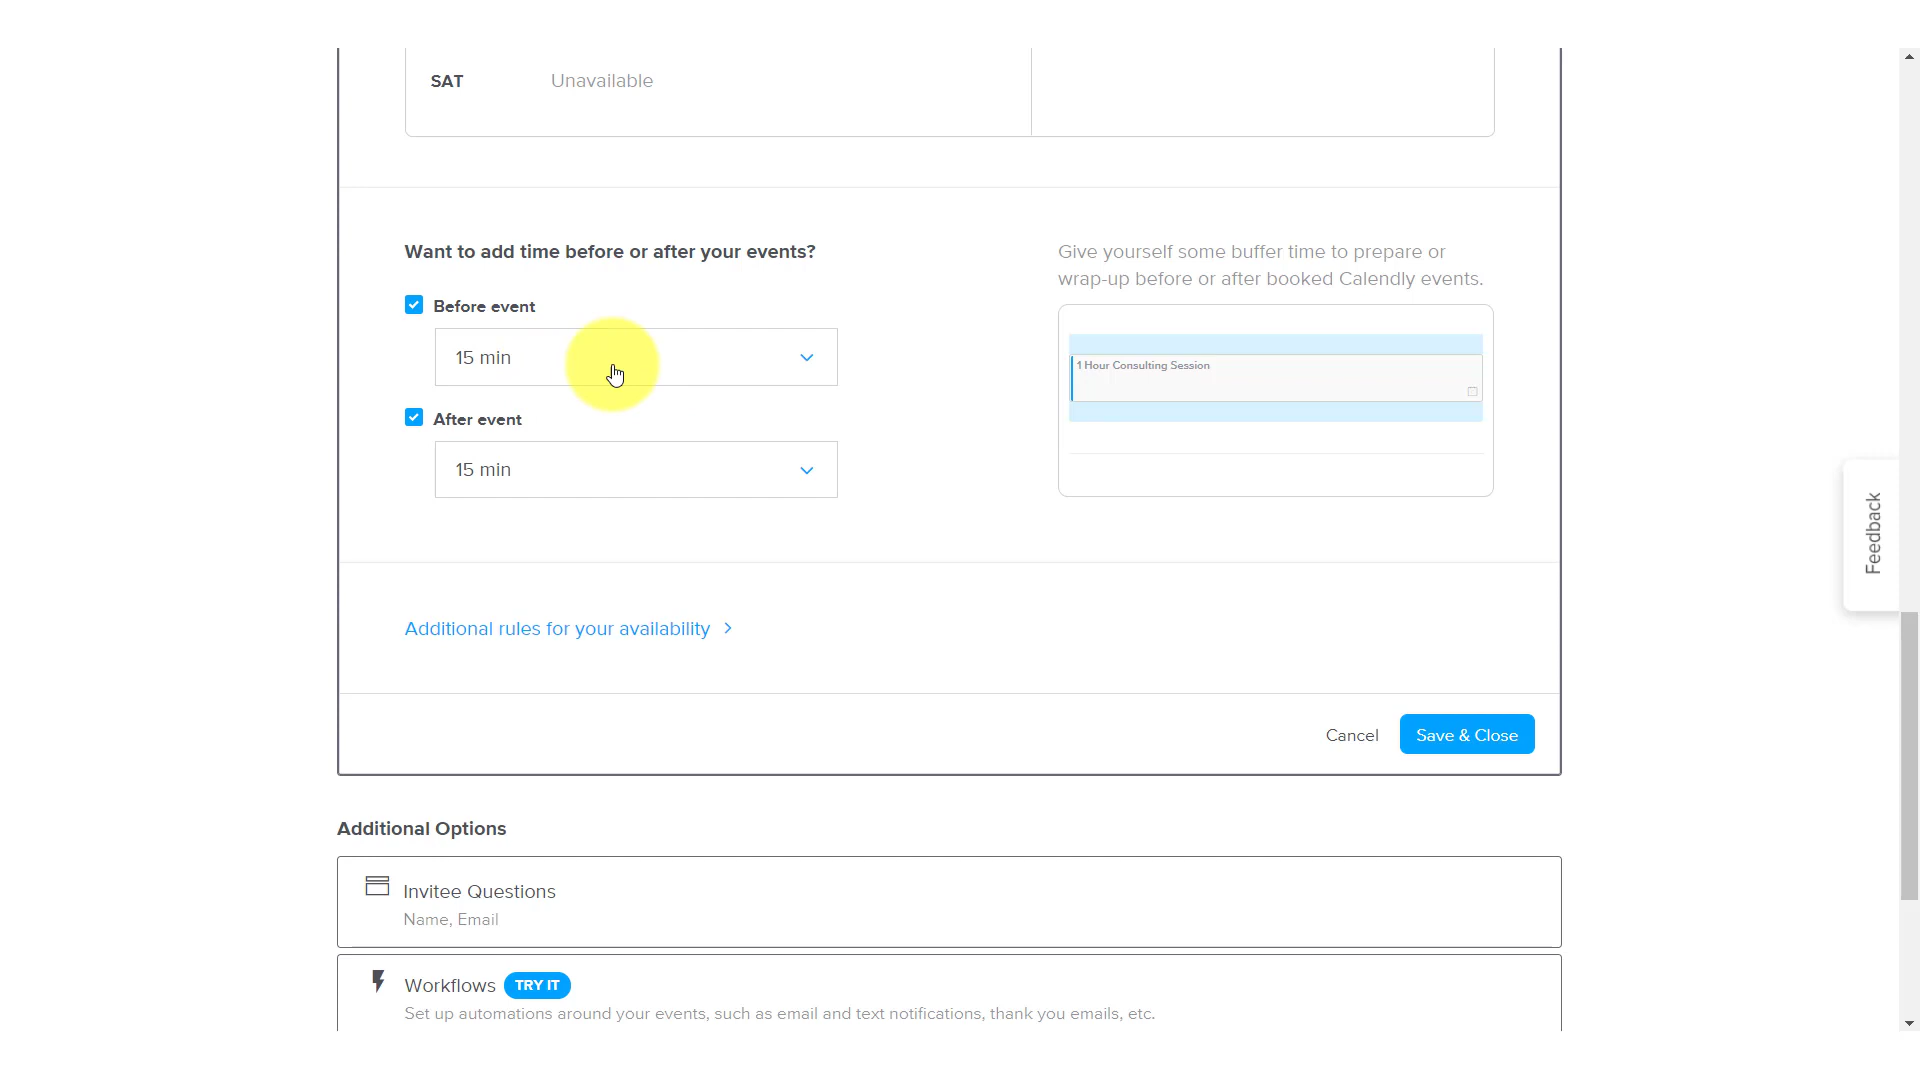 SAT Unavailable
Want to add time before or after your events?
Give yourself some buffer time to prepare or
wrap-up before or after booked Calendly events.
Before event
15 min
1 Hour Consulting Session
After event
15 min
Feedback
Additional rules for your availability
Cancel Save & Close
Additional Options
Invitee Questions
Name, Email
Workflows TRY IT
Set up automations around your events, such as email and text notifications, thank you emails, etc.